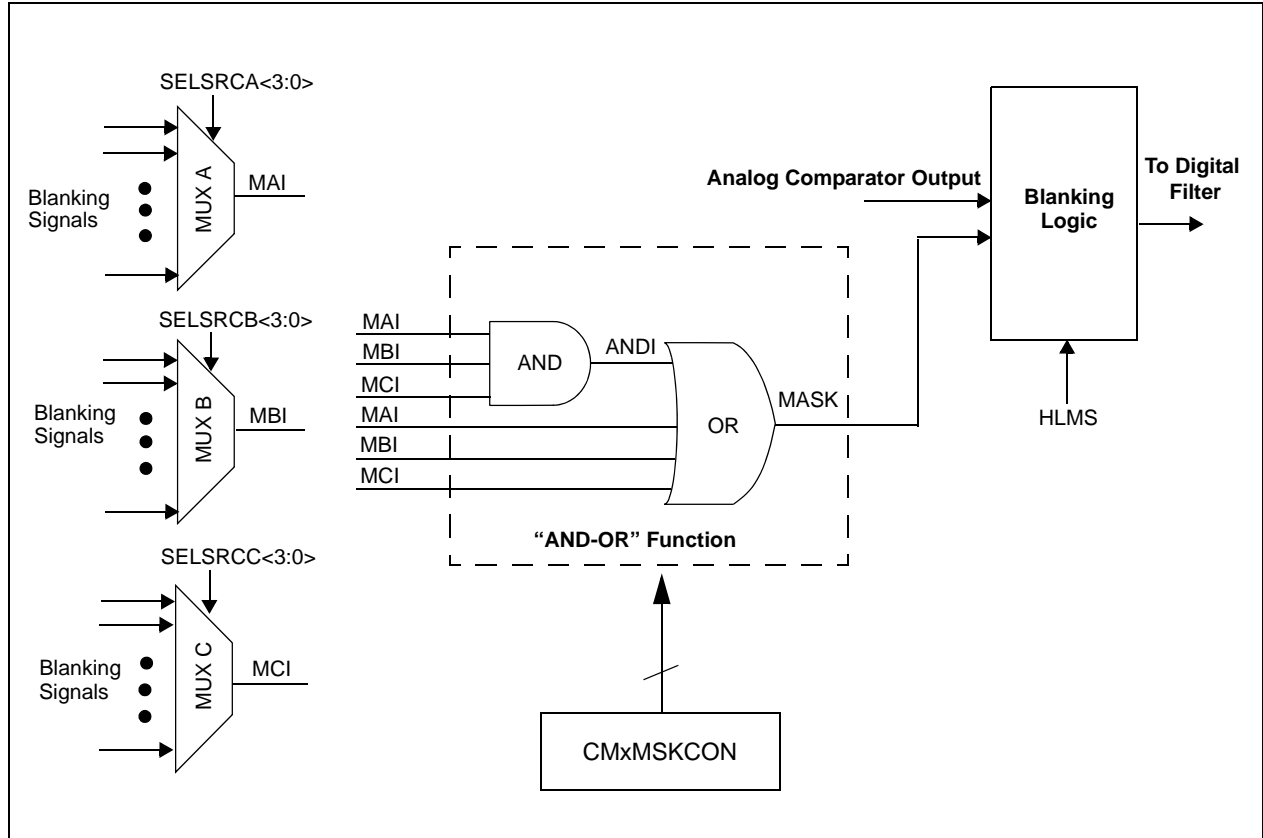 SELSRCA<3:0>
Blanking
Signals
MUX A
MAI
SELSRCB<3:0>
Blanking
Signals
MUX B
MBI
SELSRCC<3:0>
Blanking
Signals
MUX C
MCI
MAI
MBI
MCI
MAI
MBI
MCI
AND
ANDI
OR
MASK
“AND-OR” Function
CMxMSKCON
Analog Comparator Output
Blanking
Logic
HLMS
To Digital
Filter